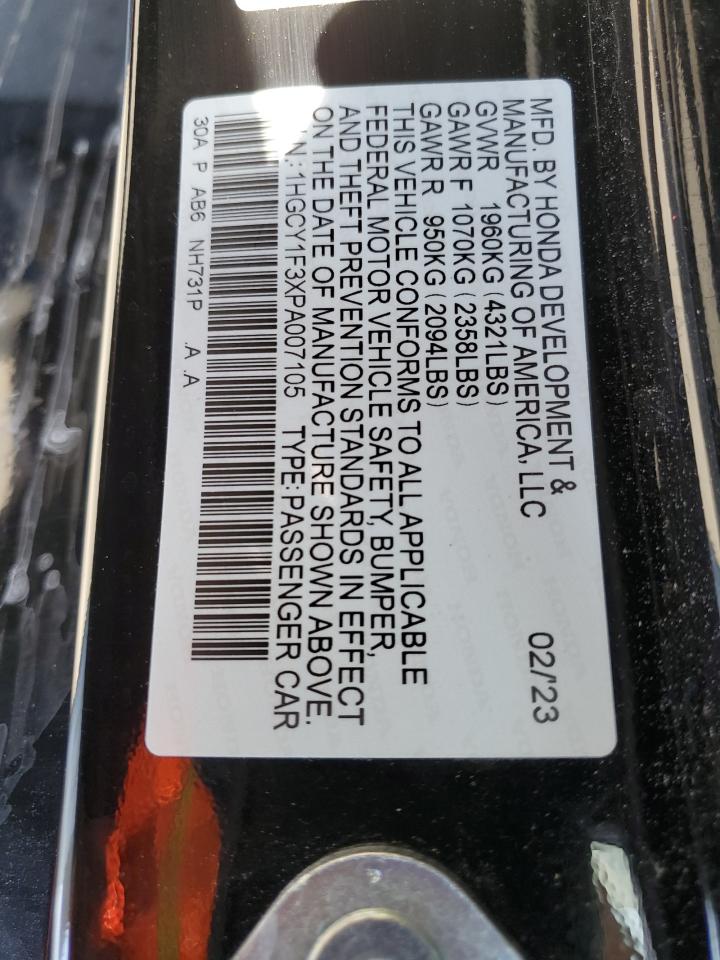 MFD. BY HONDA DEVELOPMENT &
MANUFACTURING OF AMERICA, LLC 02/'23
GVWR 1960KG (4321LBS)
GAWR F 1070KG (2358LBS)
GAWR R 950KG (2094LBS)
THIS VEHICLE CONFORMS TO ALL APPLICABLE
FEDERAL MOTOR VEHICLE SAFETY, BUMPER,
AND THEFT PREVENTION STANDARDS IN EFFECT
ON THE DATE OF MANUFACTURE SHOWN ABOVE.
1HGCY1F3XPA007105 TYPE: PASSENGER CAR
30A P AB6 NH731P .A .A